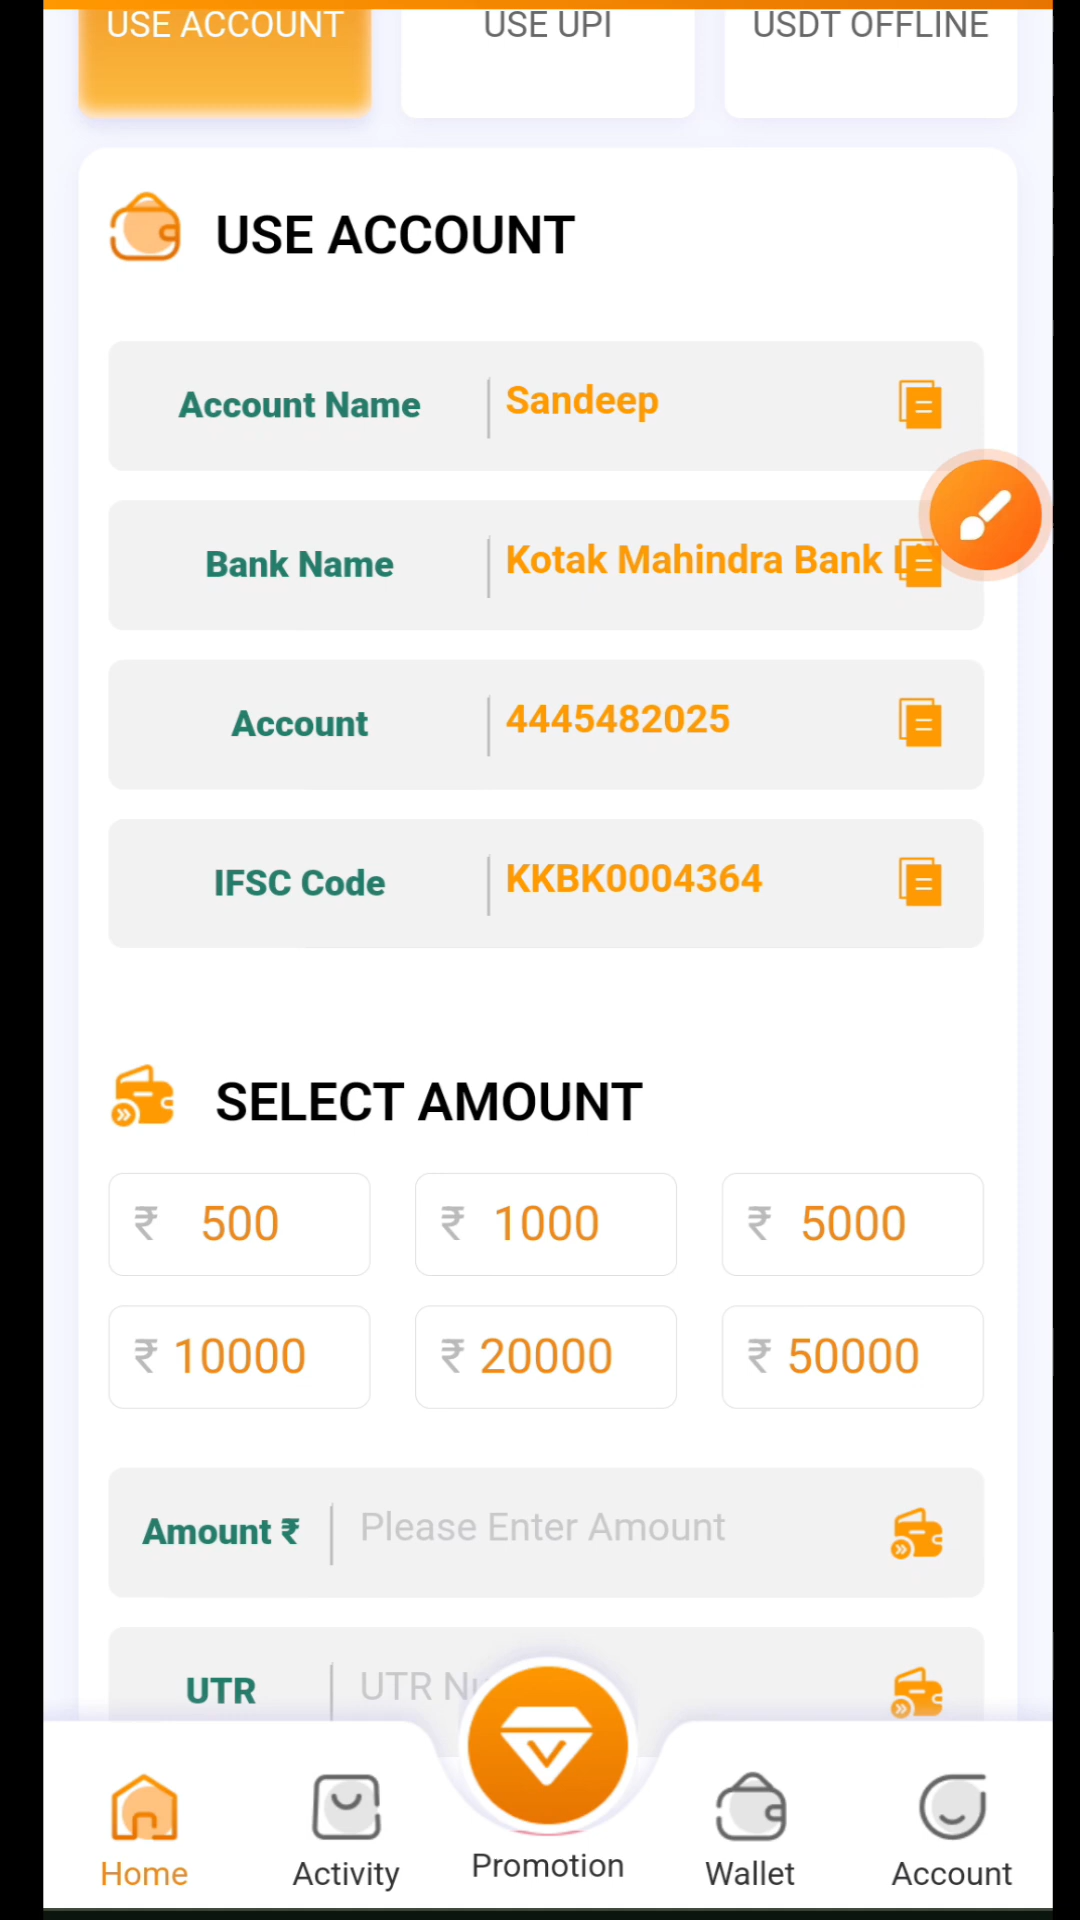 USE ACCOUNT
USE UPI
USDT OFFLINE
USE ACCOUNT
Account Name
Sandeep
Bank Name
Kotak Mahindra Bank
Account
4445482025
IFSC Code
KKBK0004364
SELECT AMOUNT
₹ 500
₹ 1000
₹ 5000
₹ 10000
₹ 20000
₹ 50000
Amount ₹
Please Enter Amount
UTR
UTR
Home
Activity
Promotion
Wallet
Account